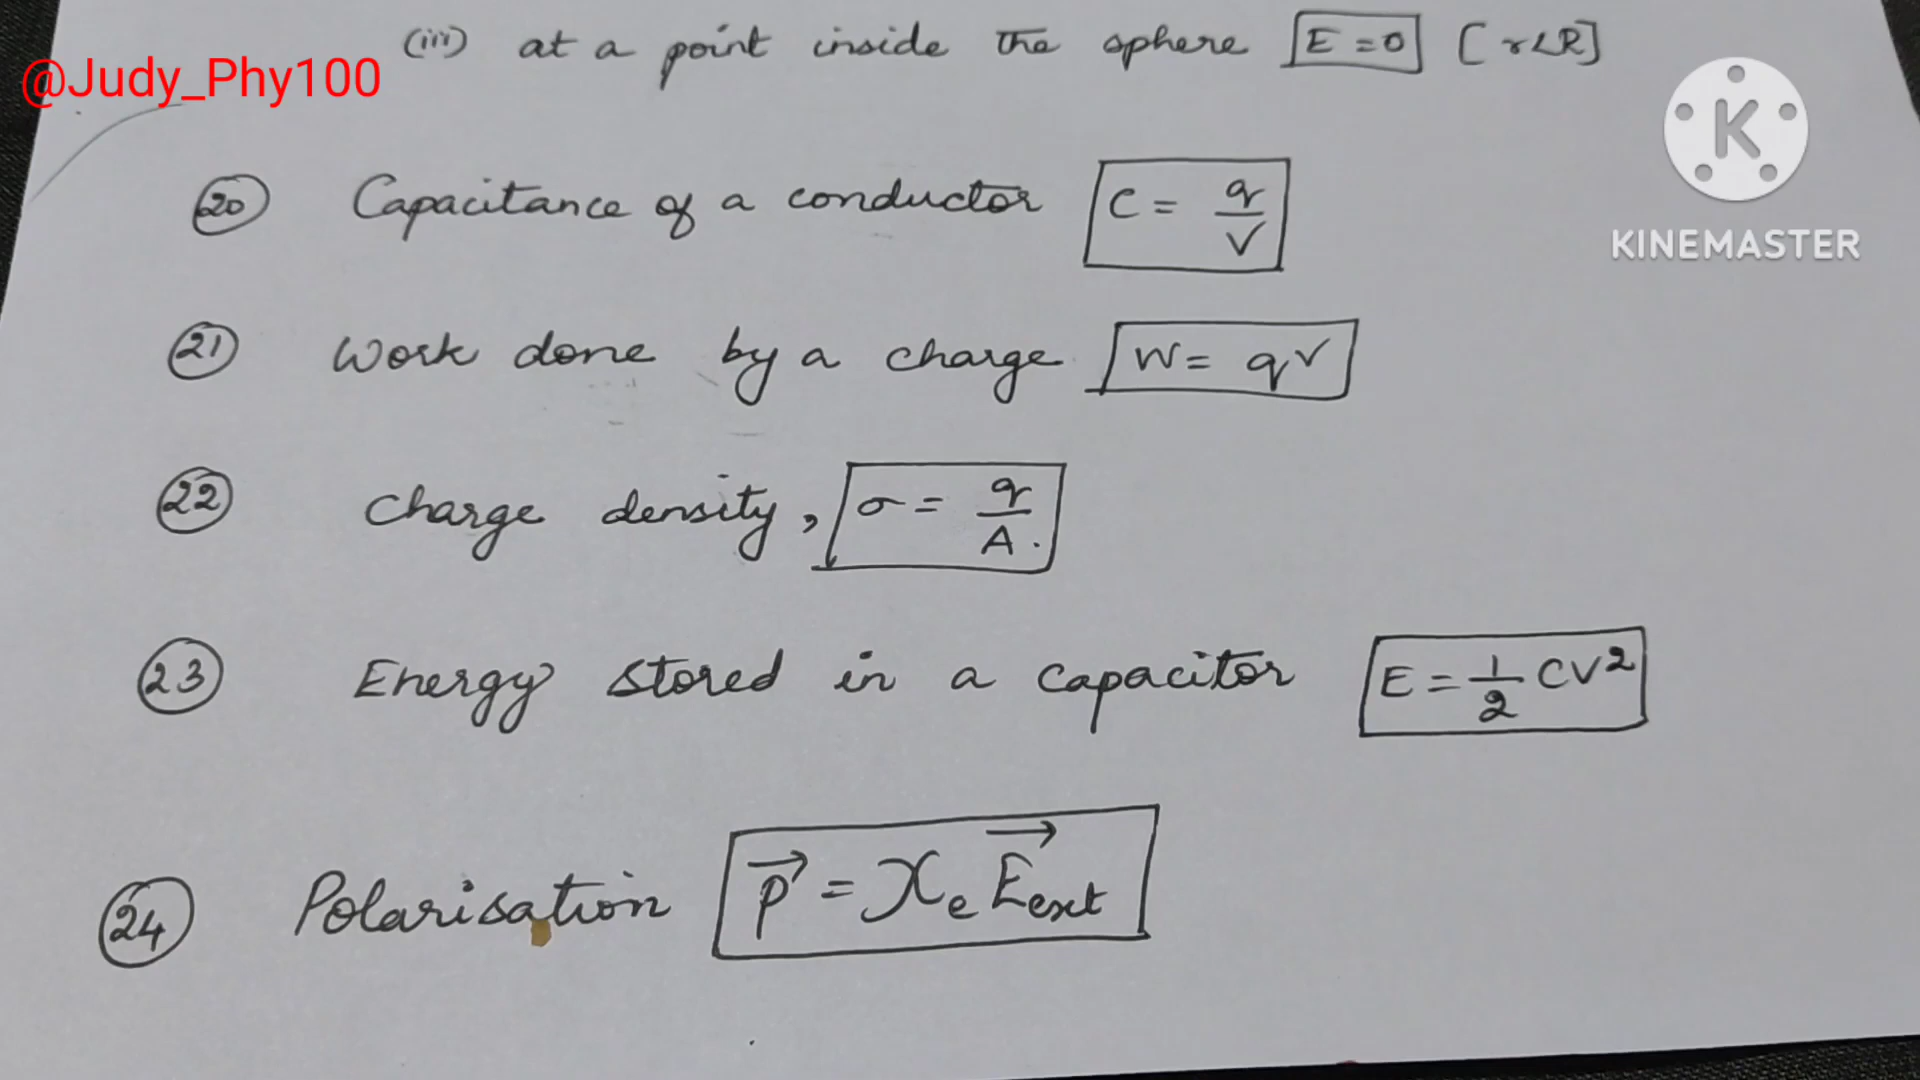 (iii) at a point inside the sphere E = 0 [r<R]
@Judy_Phy100
K
KINEMASTER
20 Capacitance of a conductor C = q/V
21 Work done by a charge W = qV
22 Charge density, σ = q/A.
23 Energy stored in a capacitor E = 1/2 CV²
24 Polarisation p⃗ = χₑ E⃗ext